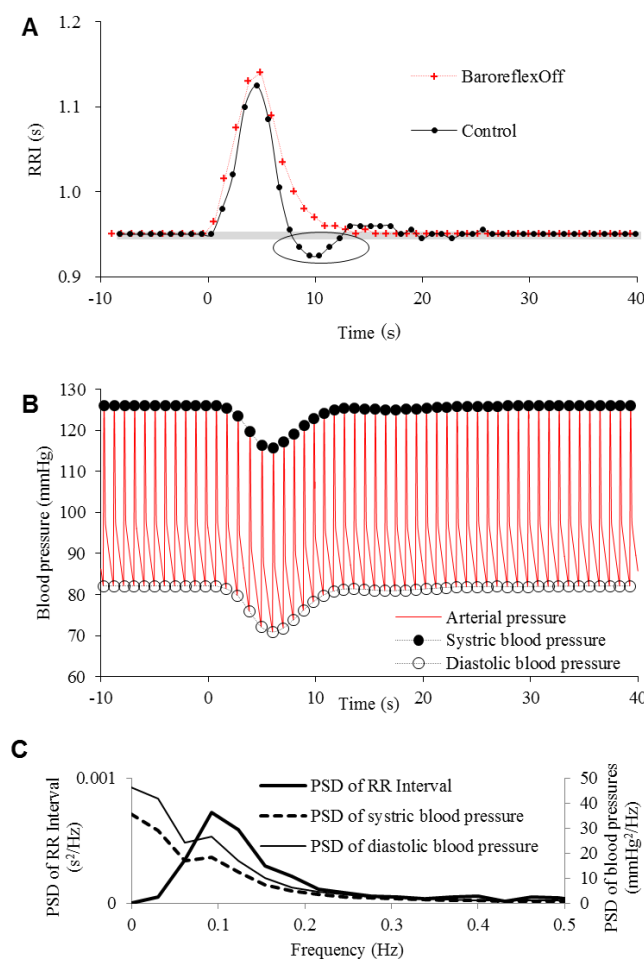 A
1.2
1.1
1.0
0.9
RRI (s)
BaroreflexOff
Control
-10 0 10 20 30 40
Time (s)
B
130
120
110
100
90
80
70
60
Blood pressure (mmHg)
Arterial pressure
Systric blood pressure
Diastolic blood pressure
-10 0 10 20 30 40
Time (s)
C
0.001
0
PSD of RR
Interval
(s²/Hz)
PSD of RR Interval
PSD of systric blood pressure
PSD of diastolic blood pressure
50
40
30
20
10
0
PSD of blood pressures
(mmHg²/Hz)
0 0.1 0.2 0.3 0.4 0.5
Frequency (Hz)